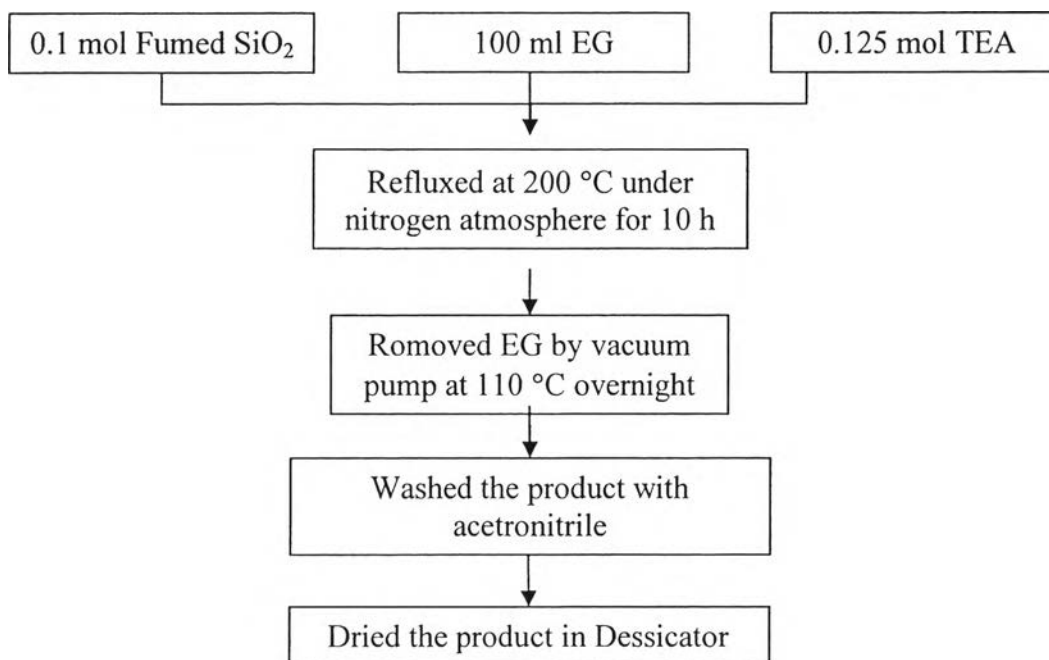 0.1 mol Fumed SiO₂
100 ml EG
0.125 mol TEA
Refluxed at 200 °C under
nitrogen atmosphere for 10 h
Romoved EG by vacuum
pump at 110 °C overnight
Washed the product with
acetronitrile
Dried the product in Dessicator